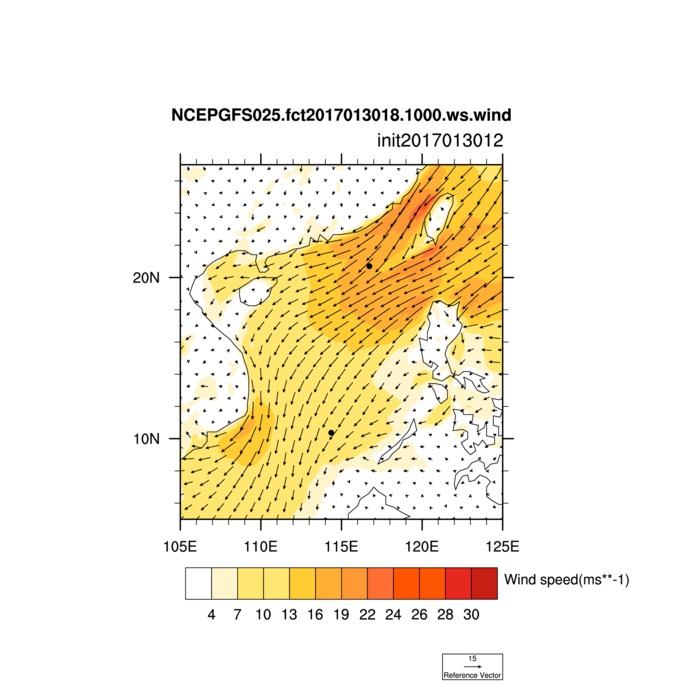 NCEPGFS025.fct2017013018.1000.ws.wind
init2017013012
20N
10N
105E 110E 115E 120E 125E
Wind speed(ms**-1)
4 7 10 13 16 19 22 24 26 28 30
15
Reference Vector